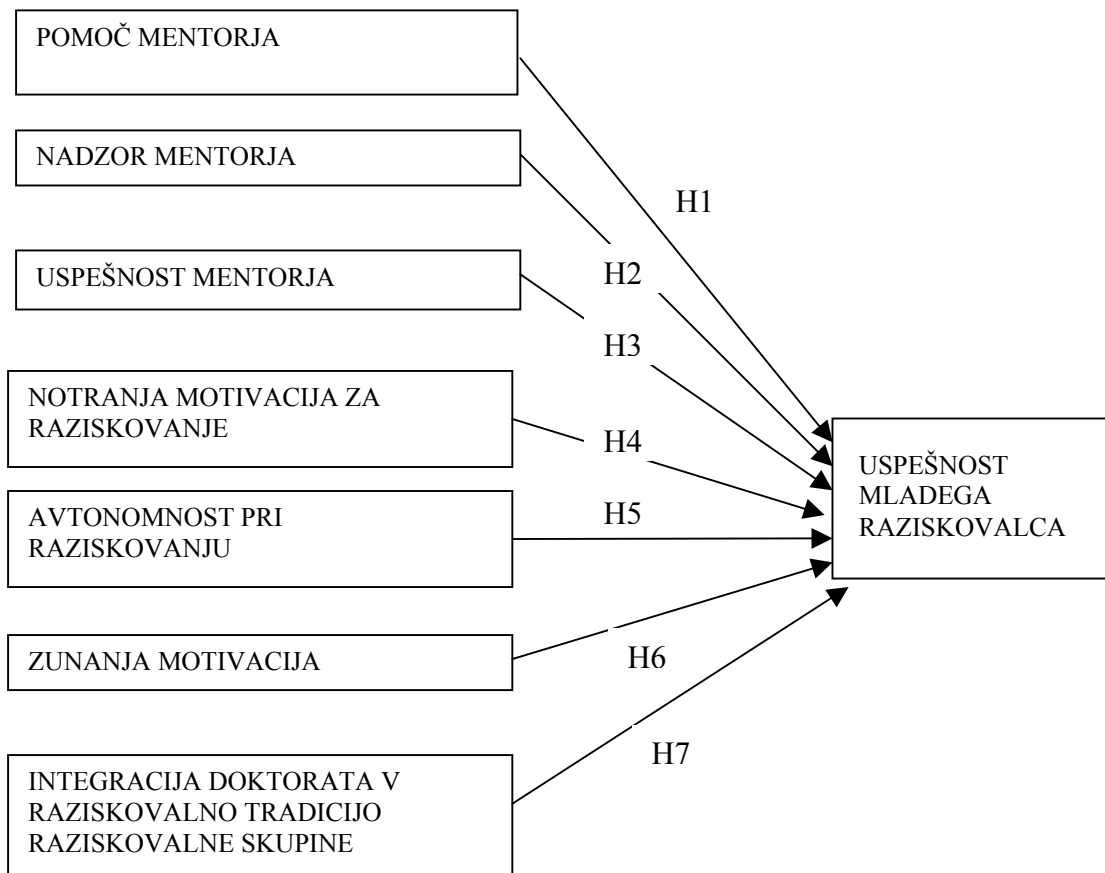 POMOČ MENTORJA
NADZOR MENTORJA
H1
USPEŠNOST MENTORJA
H2
H3
NOTRANJA MOTIVACIJA ZA
RAZISKOVANJE
H4
USPEŠNOST
MLADEGA
RAZISKOVALCA
AVTONOMNOST PRI
RAZISKOVANJU
H5
ZUNANJA MOTIVACIJA
H6
H7
INTEGRACIJA DOKTORATA V
RAZISKOVALNO TRADICIJO
RAZISKOVALNE SKUPINE